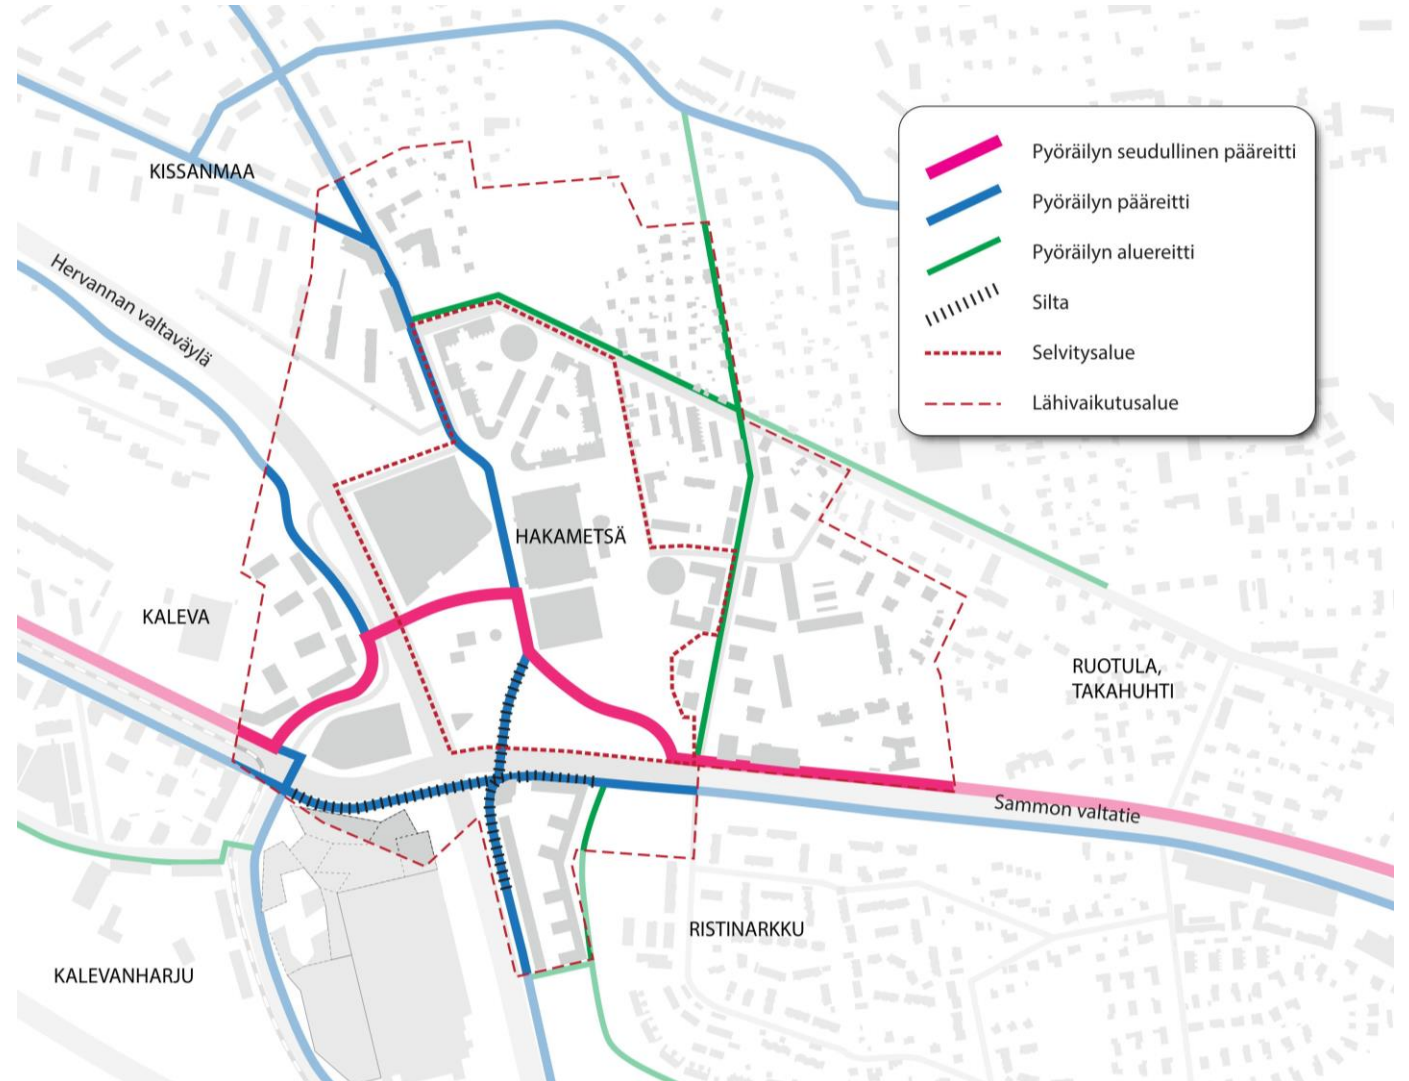 KISSANMAA
Hervannan valtaväylä
Pyöräilyn seudullinen pääreitti
Pyöräilyn pääreitti
Pyöräilyn aluereitti
Silta
Selvitysalue
Lähivaikutusalue
HAKAMETSÄ
KALEVA
RUOTULA,
TAKAHUHTI
Sammon valtatie
RISTINARKKU
KALEVANHARJU